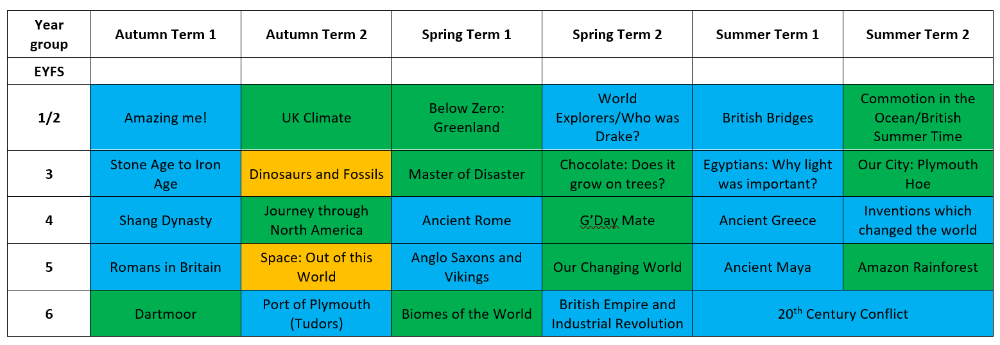 Year group Autumn Term 1 Autumn Term 2 Spring Term 1 Spring Term 2 Summer Term 1 Summer Term 2
EYFS
1/2
Amazing me!
UK Climate
Below Zero:
Greenland
World
Explorers/Who was
Drake?
British Bridges
Commotion in the
Ocean/British
Summer Time
3
Stone Age to Iron
Age
Dinosaurs and Fossils
Master of Disaster
Chocolate: Does it
grow on trees?
Egyptians: Why light
was important?
Our City: Plymouth
Hoe
4
Shang Dynasty
Journey through
North America
Ancient Rome
G’Day Mate
Ancient Greece
Inventions which
changed the world
5
Romans in Britain
Space: Out of this
World
Anglo Saxons and
Vikings
Our Changing World
Ancient Maya
Amazon Rainforest
6
Dartmoor
Port of Plymouth
(Tudors)
Biomes of the World
British Empire and
Industrial Revolution
20th Century Conflict